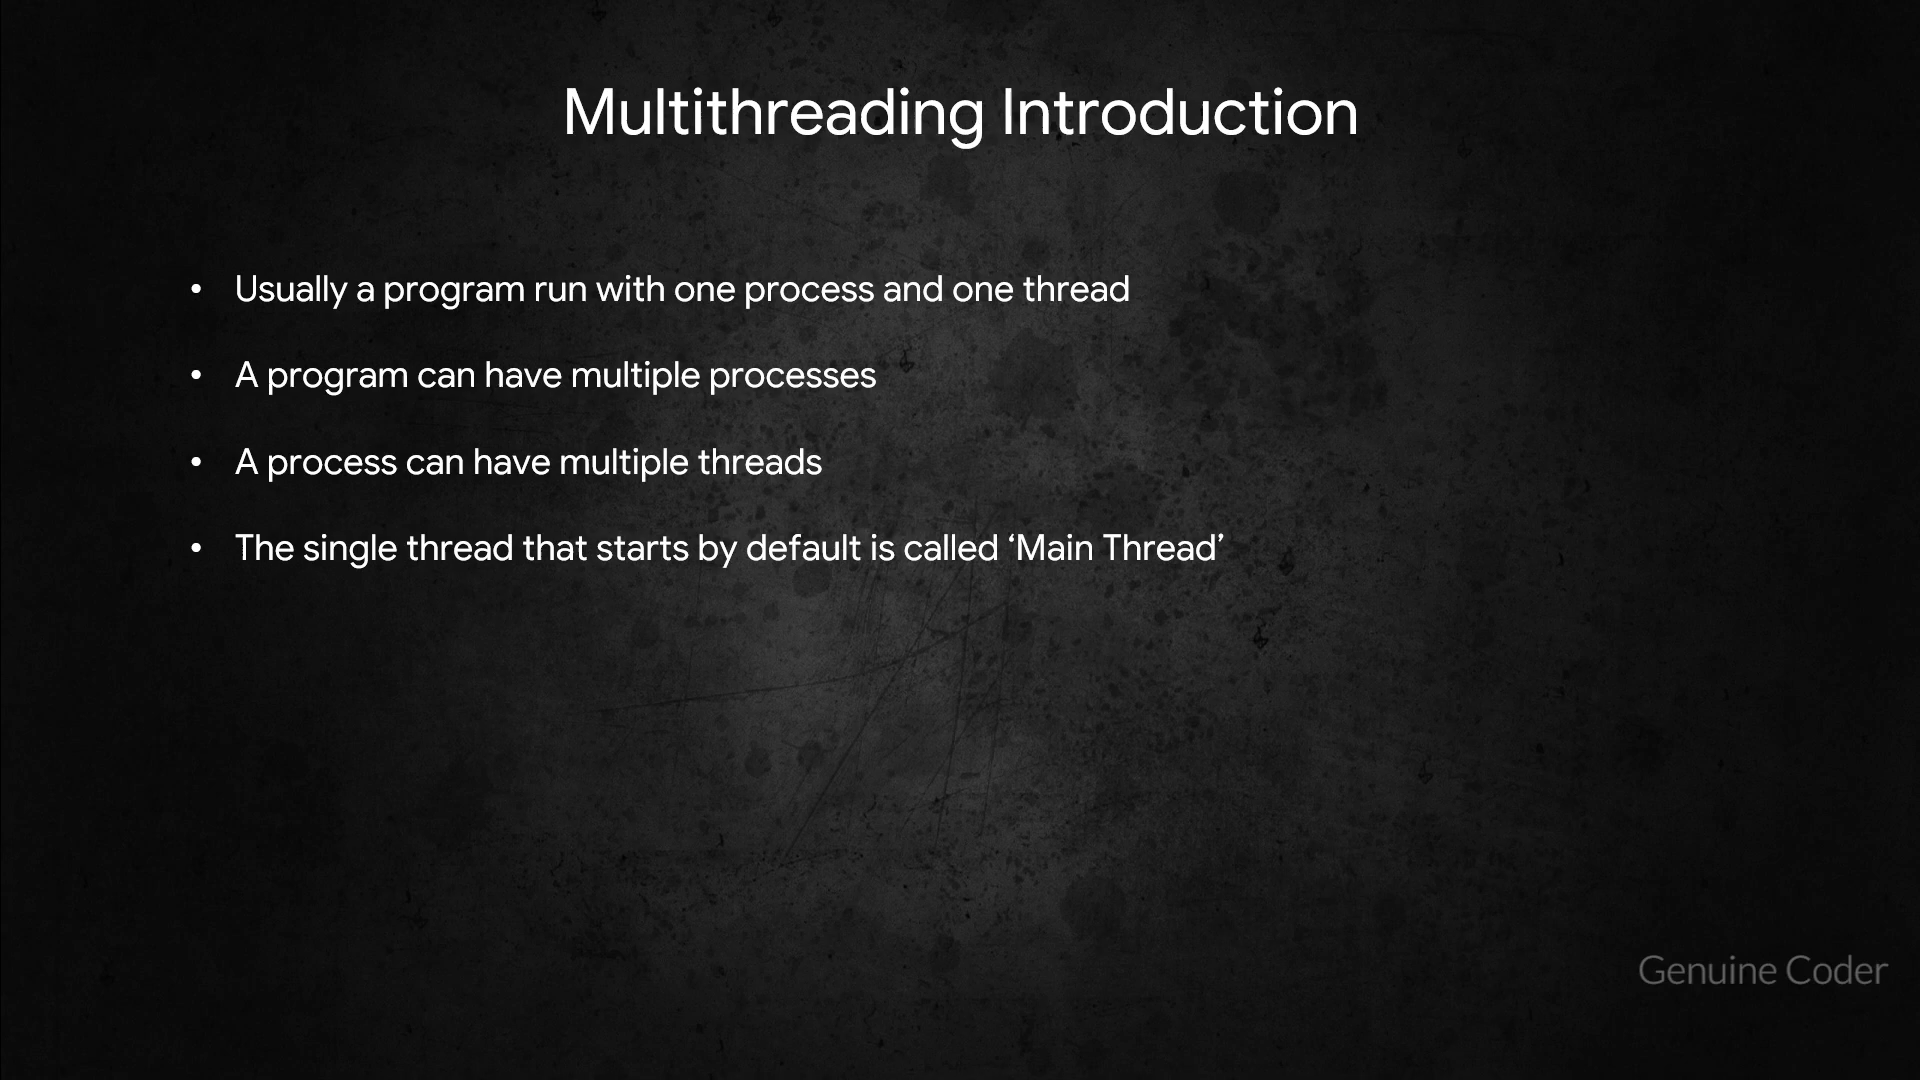 Multithreading Introduction
• Usually a program run with one process and one thread
• A program can have multiple processes
• A process can have multiple threads
• The single thread that starts by default is called ‘Main Thread’
Genuine Coder